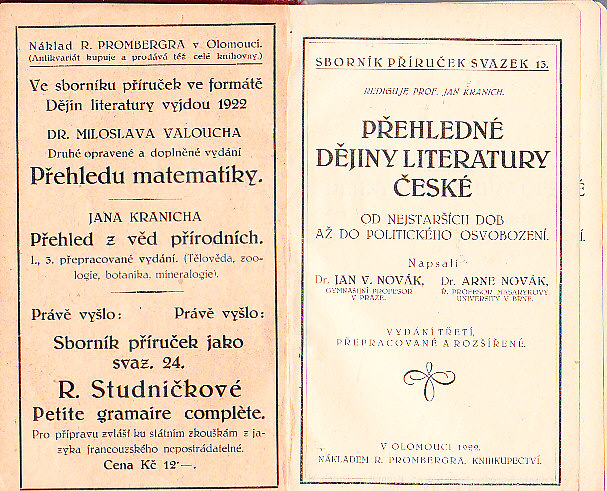 Náklad R. PROMBERGRA v Olomouci.
(Antikvariát kupuje a prodává též celé knihovny.)
Ve sborníku příruček ve formátě
Dějin literatury vyjdou 1922
DR. MILOSLAVA VALOUCHA
Druhé opravené a doplněné vydání
Přehledu matematiky.
JANA KRANICHA
Přehled z věd přírodních.
I., 3. přepracované vydání. (Tělověda, zoo-
logie, botanika, mineralogie).
Právě vyšlo: Právě vyšlo:
Sborník příruček jako
svaz. 24.
R. Studničkové
Petite gramaire complète.
Pro přípravu zvlášť ku státním zkouškám z ja-
zyka francouzského nepostrádatelné.
Cena Kč 12·—.
SBORNÍK PŘÍRUČEK SVAZEK 13.
REDIGUJE PROF. JAN KRANICH.
PŘEHLEDNÉ
DĚJINY LITERATURY
ČESKÉ
OD NEJSTARŠÍCH DOB
AŽ DO POLITICKÉHO OSVOBOZENÍ.
Napsali
Dr. JAN V. NOVÁK, Dr. ARNE NOVÁK,
GYMNASIJNÍ PROFESOR Ř. PROFESOR MASARYKOVY
V PRAZE. UNIVERSITY V BRNĚ.
VYDÁNÍ TŘETÍ,
PŘEPRACOVANÉ A ROZŠÍŘENÉ.
V OLOMOUCI 1922.
NÁKLADEM R. PROMBERGRA, KNIHKUPECTVÍ.